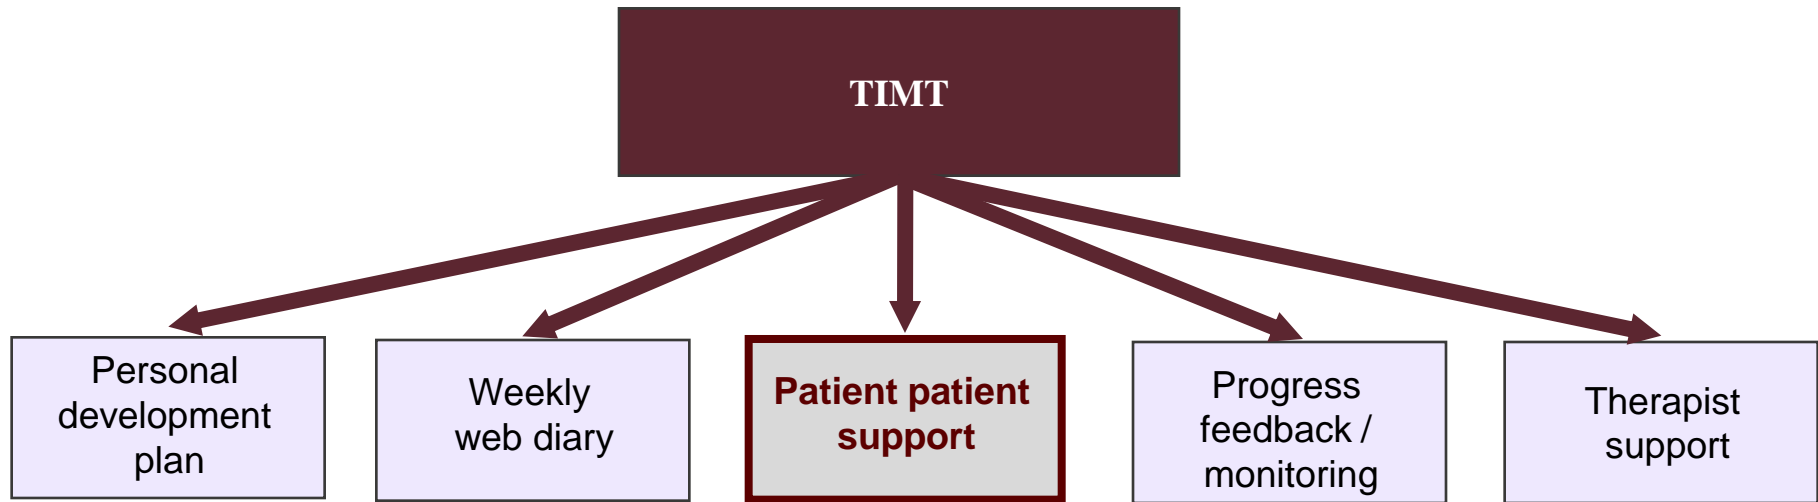 TIMT
Personal
development
plan
Weekly
web diary
Patient patient
support
Progress
feedback /
monitoring
Therapist
support